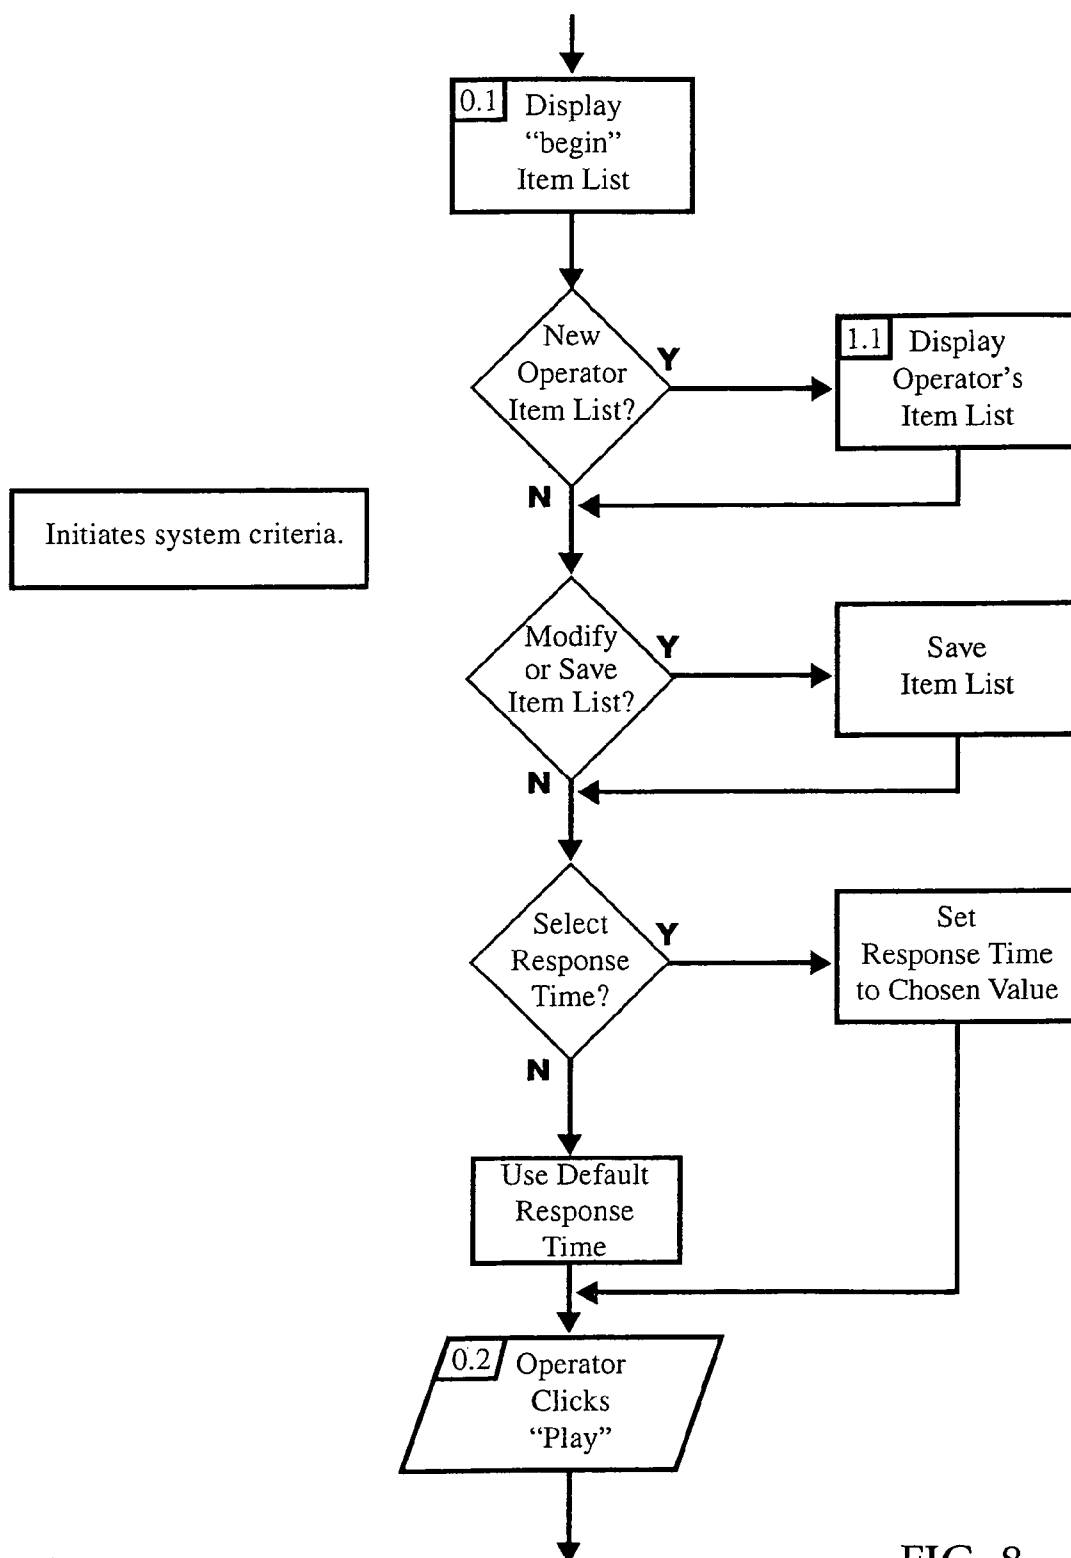 0.1 Display
“begin”
Item List
New
Operator
Item List?
Y
1.1 Display
Operator’s
Item List
N
Initiates system criteria.
Modify
or Save
Item List?
Y
Save
Item List
N
Select
Response
Time?
Y
Set
Response Time
to Chosen Value
N
Use Default
Response
Time
0.2 Operator
Clicks
“Play”
FIG. 8